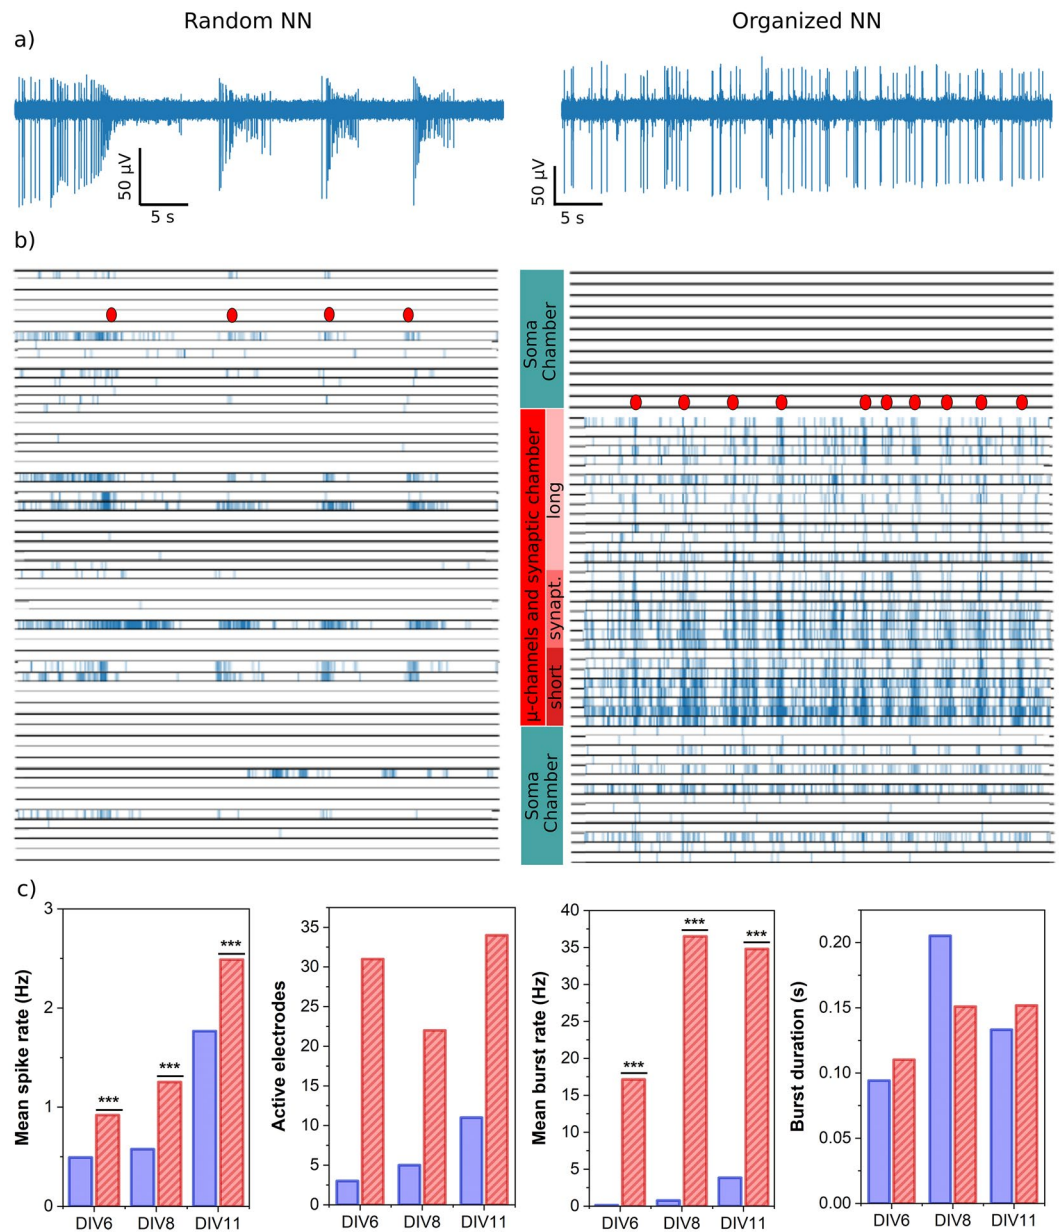 Random NN
Organized NN
a)
50 µV
5 s
50 µV
5 s
b)
Soma
Chamber
µ-channels and synaptic chamber
long
synapt.
short
Soma
Chamber
c)
Mean spike rate (Hz)
3
2
1
0
***
***
***
DIV6
DIV8
DIV11
Active electrodes
35
30
25
20
15
10
5
0
DIV6
DIV8
DIV11
Mean burst rate (Hz)
40
35
30
25
20
15
10
5
0
***
***
***
DIV6
DIV8
DIV11
Burst duration (s)
0.20
0.15
0.10
0.05
0.00
DIV6
DIV8
DIV11